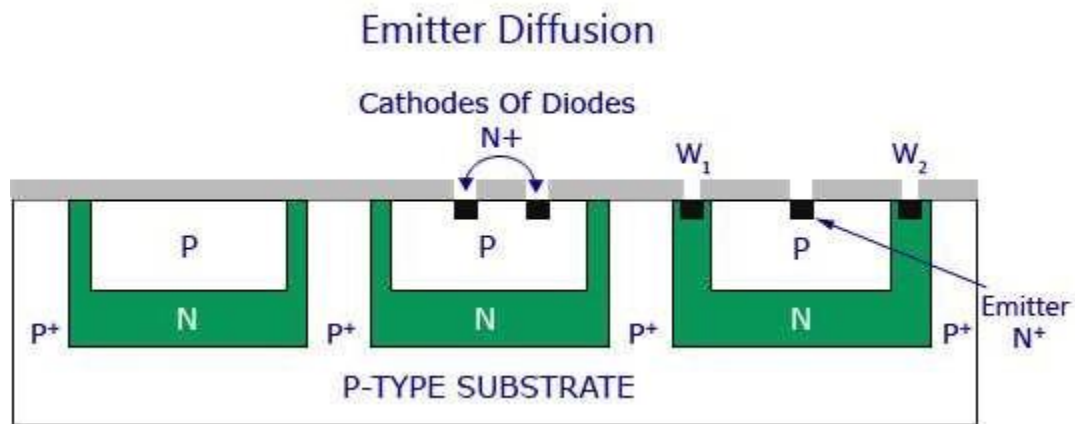 Emitter Diffusion
Cathodes Of Diodes
N+
W₁
W₂
P
P
P
N
N
N
P⁺
P⁺
P⁺
P⁺
Emitter
N⁺
P-TYPE SUBSTRATE